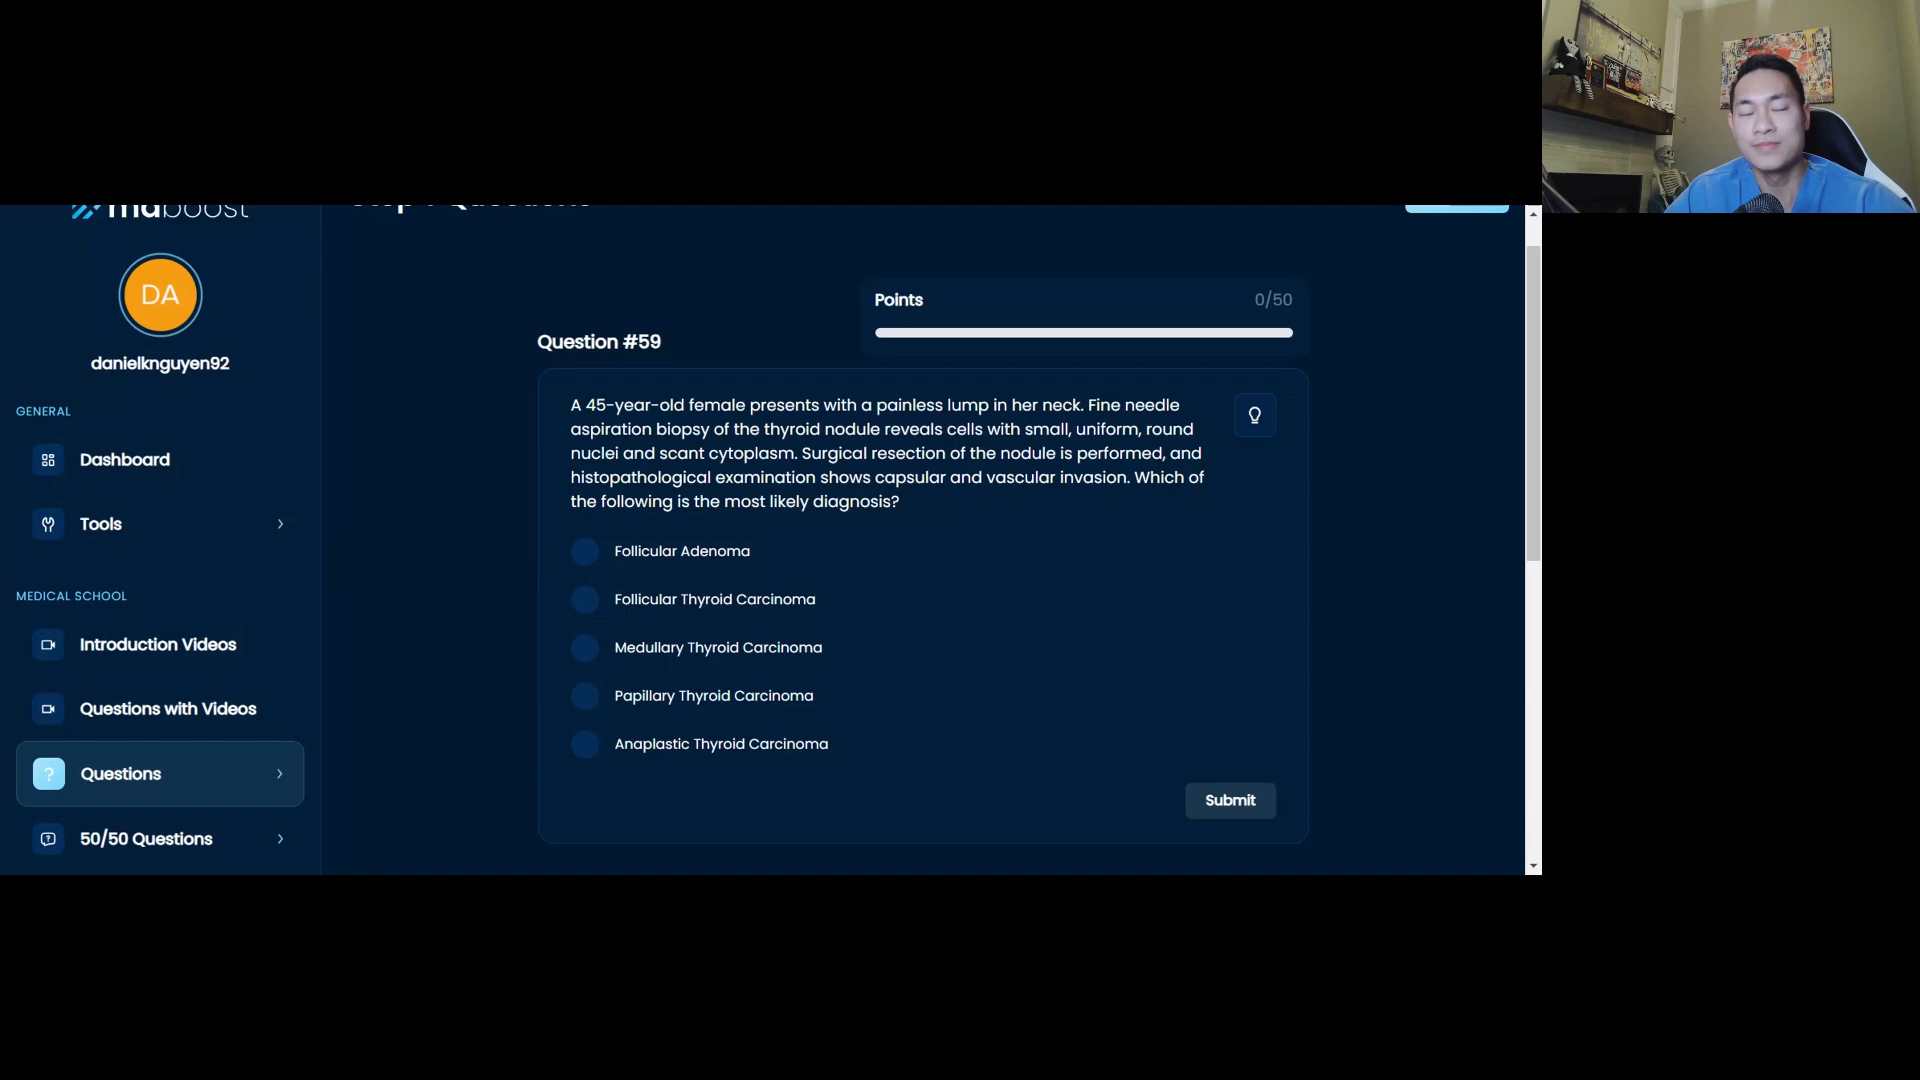 mdboost
DA
danielknguyen92
GENERAL
Dashboard
Tools
MEDICAL SCHOOL
Introduction Videos
Questions with Videos
Questions
50/50 Questions
Points
0/50
Question #59
A 45-year-old female presents with a painless lump in her neck. Fine needle
aspiration biopsy of the thyroid nodule reveals cells with small, uniform, round
nuclei and scant cytoplasm. Surgical resection of the nodule is performed, and
histopathological examination shows capsular and vascular invasion. Which of
the following is the most likely diagnosis?
Follicular Adenoma
Follicular Thyroid Carcinoma
Medullary Thyroid Carcinoma
Papillary Thyroid Carcinoma
Anaplastic Thyroid Carcinoma
Submit